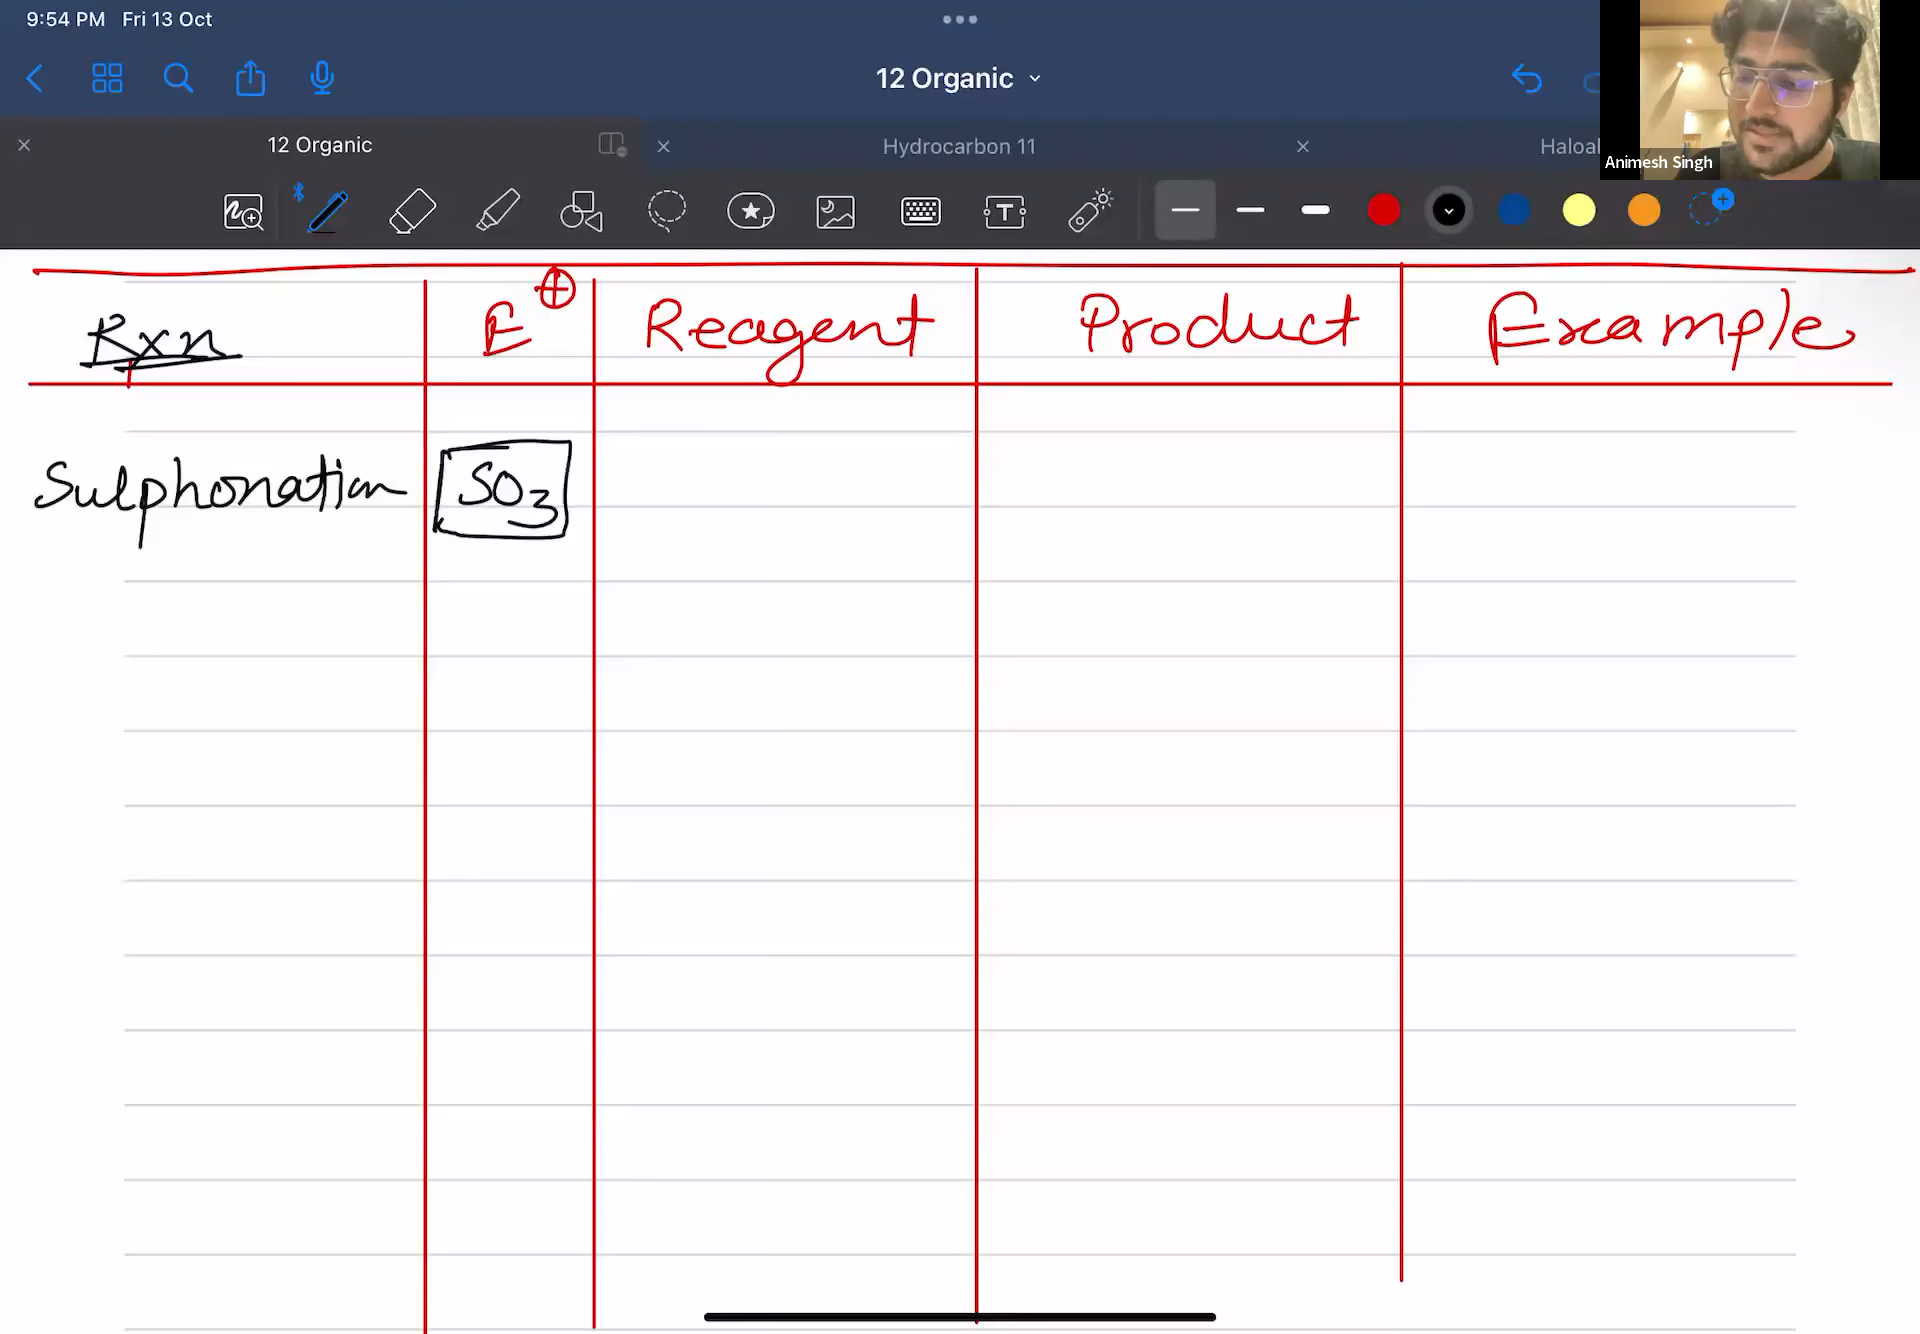 9:54 PM Fri 13 Oct
12 Organic
12 Organic
Hydrocarbon 11
Haloal
Animesh Singh
Rxn E⊕ Reagent Product Example
Sulphonation SO3